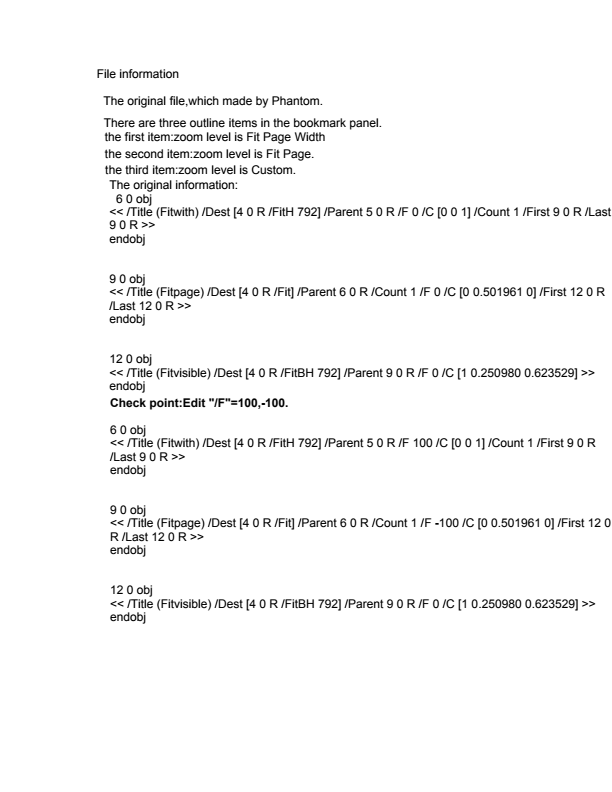 File information
The original file,which made by Phantom.
There are three outline items in the bookmark panel.
the first item:zoom level is Fit Page Width
the second item:zoom level is Fit Page.
the third item:zoom level is Custom.
The original information:
6 0 obj
<< /Title (Fitwith) /Dest [4 0 R /FitH 792] /Parent 5 0 R /F 0 /C [0 0 1] /Count 1 /First 9 0 R /Last
9 0 R >>
endobj
9 0 obj
<< /Title (Fitpage) /Dest [4 0 R /Fit] /Parent 6 0 R /Count 1 /F 0 /C [0 0.501961 0] /First 12 0 R
/Last 12 0 R >>
endobj
12 0 obj
<< /Title (Fitvisible) /Dest [4 0 R /FitBH 792] /Parent 9 0 R /F 0 /C [1 0.250980 0.623529] >>
endobj
Check point:Edit "/F"=100,-100.
6 0 obj
<< /Title (Fitwith) /Dest [4 0 R /FitH 792] /Parent 5 0 R /F 100 /C [0 0 1] /Count 1 /First 9 0 R
/Last 9 0 R >>
endobj
9 0 obj
<< /Title (Fitpage) /Dest [4 0 R /Fit] /Parent 6 0 R /Count 1 /F -100 /C [0 0.501961 0] /First 12 0
R /Last 12 0 R >>
endobj
12 0 obj
<< /Title (Fitvisible) /Dest [4 0 R /FitBH 792] /Parent 9 0 R /F 0 /C [1 0.250980 0.623529] >>
endobj